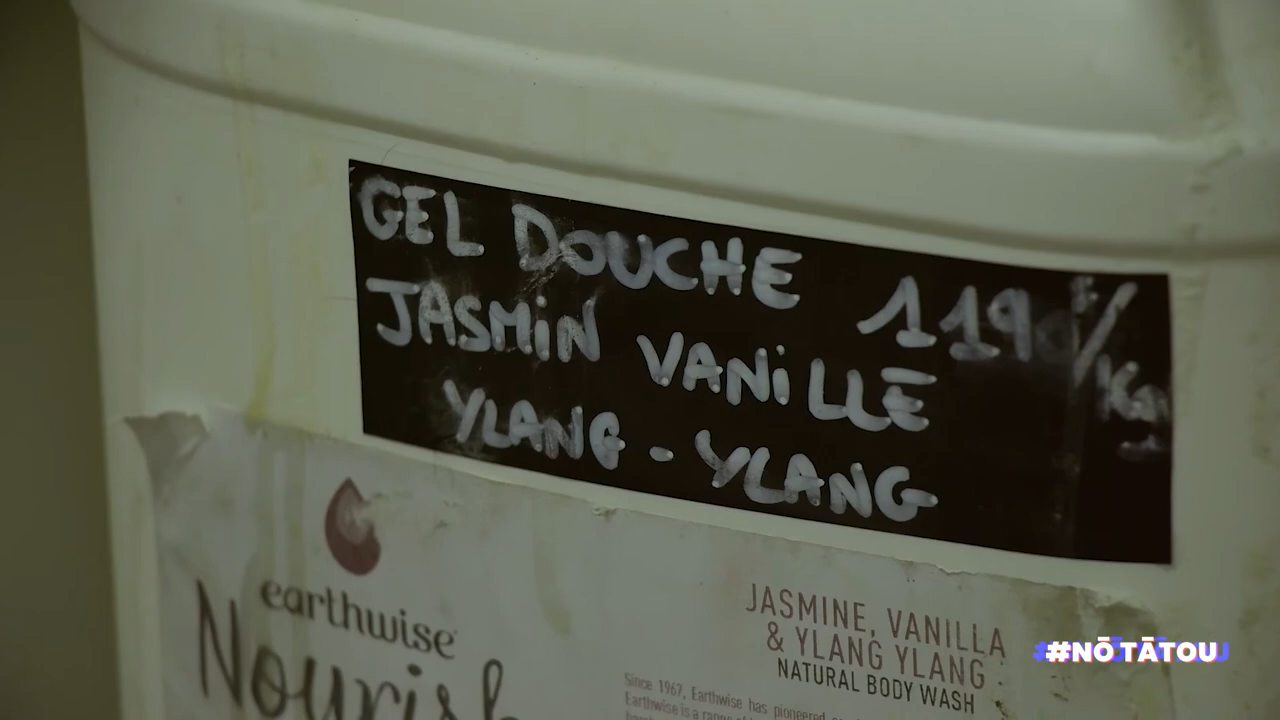 GEL DOUCHE 119 F/Kg
JASMIN VANILLE
YLANG - YLANG
earthwise
Nourish
JASMINE, VANILLA
& YLANG YLANG
NATURAL BODY WASH
Since 1967, Earthwise has pioneered
Earthwise is a range of
#NŌ TĀTOU